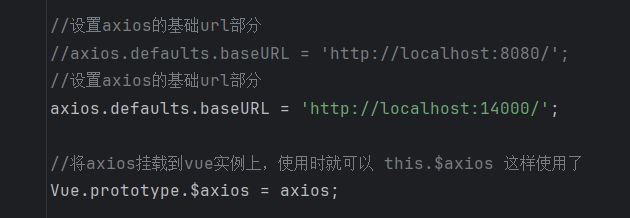 //设置axios的基础url部分
//axios.defaults.baseURL = 'http://localhost:8080/';
//设置axios的基础url部分
axios.defaults.baseURL = 'http://localhost:14000/';
//将axios挂载到vue实例上，使用时就可以 this.$axios 这样使用了
Vue.prototype.$axios = axios;